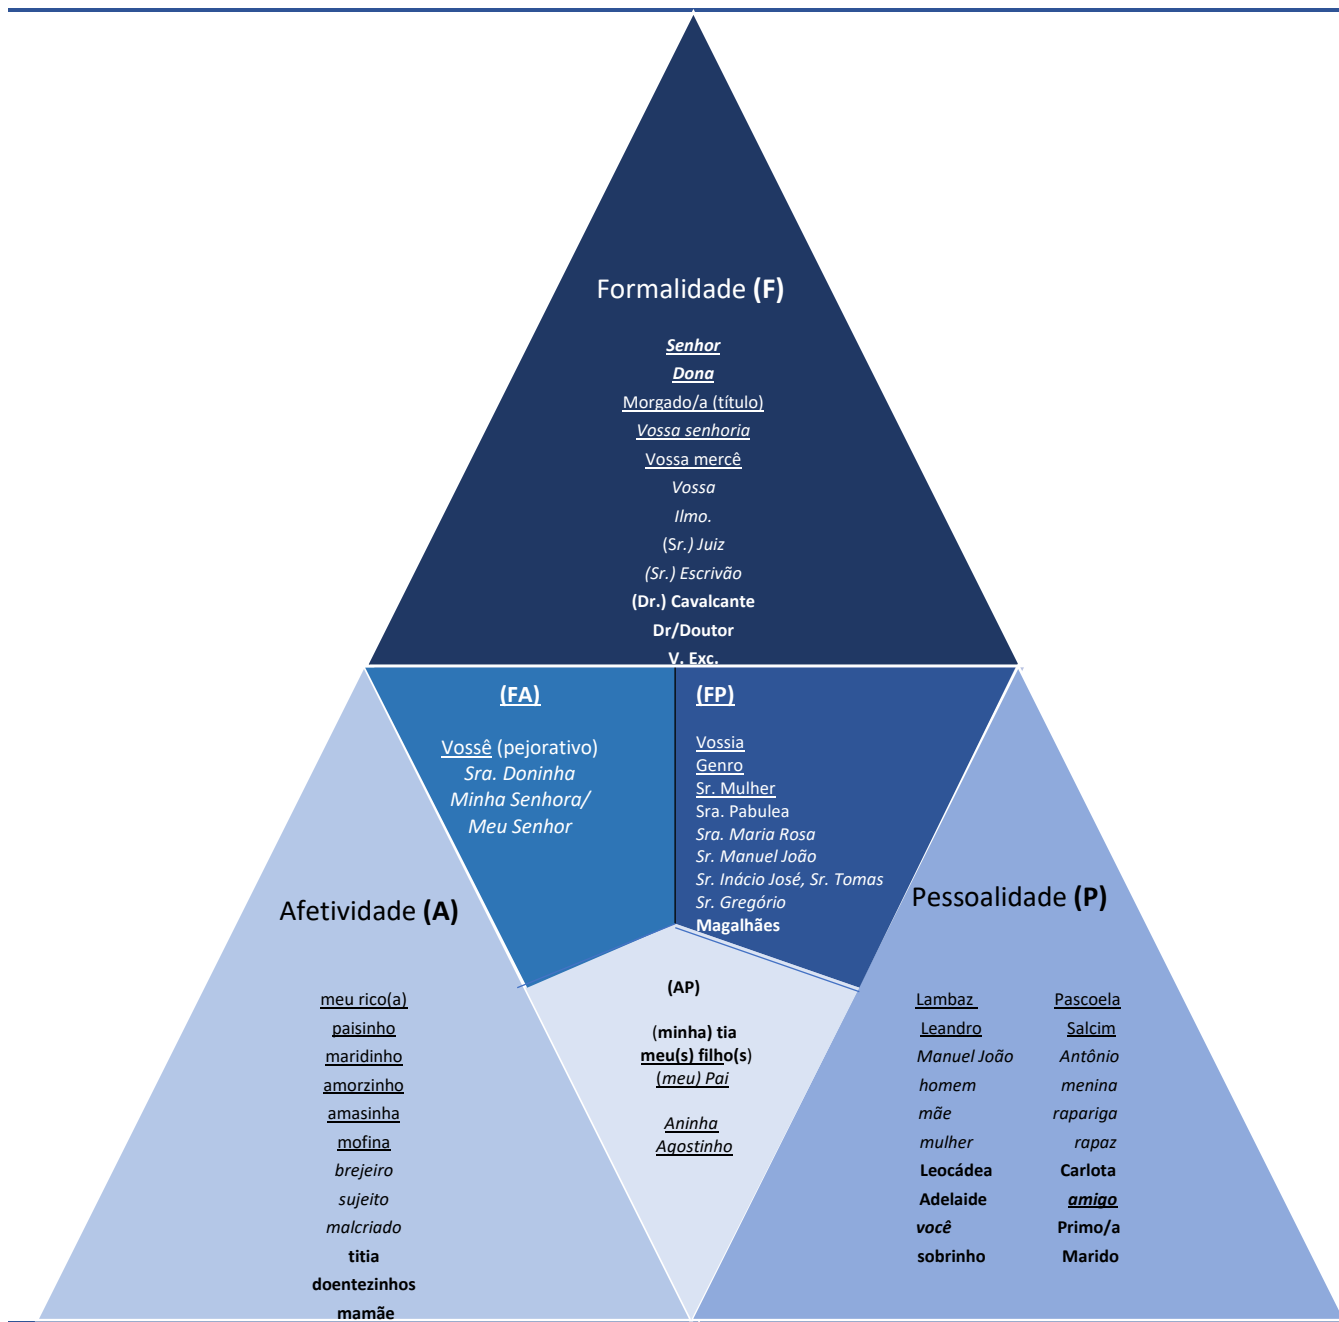 Formalidade (F)
Senhor
Dona
Morgado/a (título)
Vossa senhoria
Vossa mercê
Vossa
Ilmo.
(Sr.) Juiz
(Sr.) Escrivão
(Dr.) Cavalcante
Dr/Doutor
V. Exc.
(FA)
Vossê (pejorativo)
Sra. Doninha
Minha Senhora/
Meu Senhor
(FP)
Vossia
Genro
Sr. Mulher
Sra. Pabulea
Sra. Maria Rosa
Sr. Manuel João
Sr. Inácio José, Sr. Tomas
Sr. Gregório
Magalhães
Afetividade (A)
meu rico(a)
paisinho
maridinho
amorzinho
amasinha
mofina
brejeiro
sujeito
malcriado
titia
doentezinhos
mamãe
(AP)
(minha) tia
meu(s) filho(s)
(meu) Pai
Aninha
Agostinho
Pessoalidade (P)
Lambaz Pascoela
Leandro Salcim
Manuel João Antônio
homem menina
mãe rapariga
mulher rapaz
Leocádea Carlota
Adelaide amigo
você Primo/a
sobrinho Marido